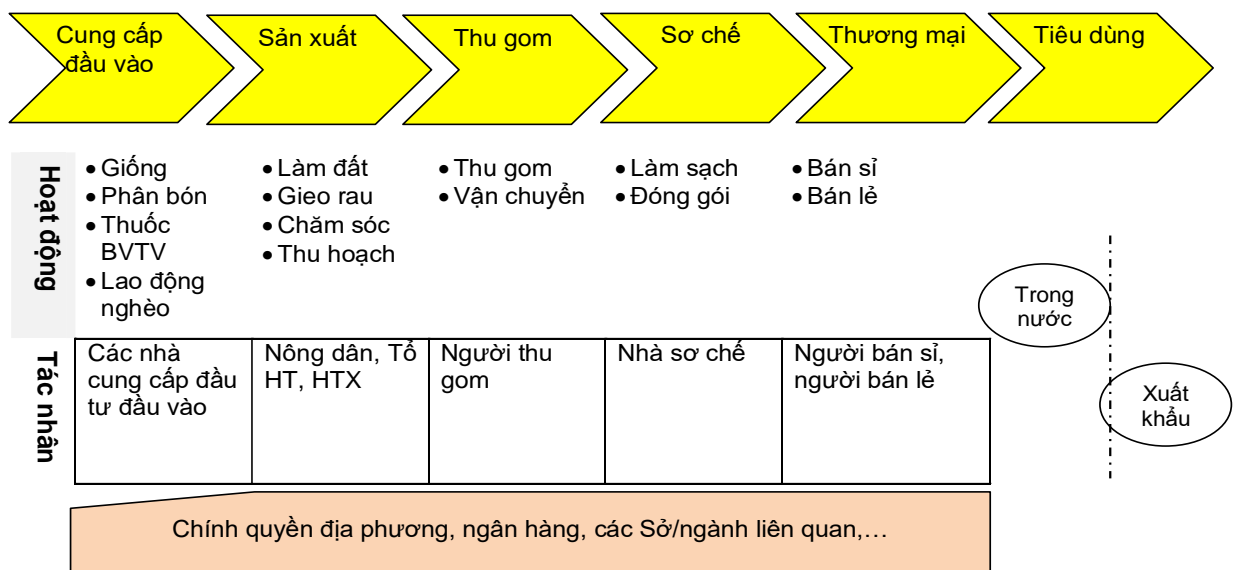 Cung cấp
đầu vào
Sản xuất
Thu gom
Sơ chế
Thương mại
Tiêu dùng
Hoạt động
• Giống
• Phân bón
• Thuốc
BVTV
• Lao động
nghèo
• Làm đất
• Gieo rau
• Chăm sóc
• Thu hoạch
• Thu gom
• Vận chuyển
• Làm sạch
• Đóng gói
• Bán sỉ
• Bán lẻ
Trong
nước
Xuất
khẩu
Tác nhân
Các nhà
cung cấp đầu
tư đầu vào
Nông dân, Tổ
HT, HTX
Người thu
gom
Nhà sơ chế
Người bán sỉ,
người bán lẻ
Chính quyền địa phương, ngân hàng, các Sở/ngành liên quan,…